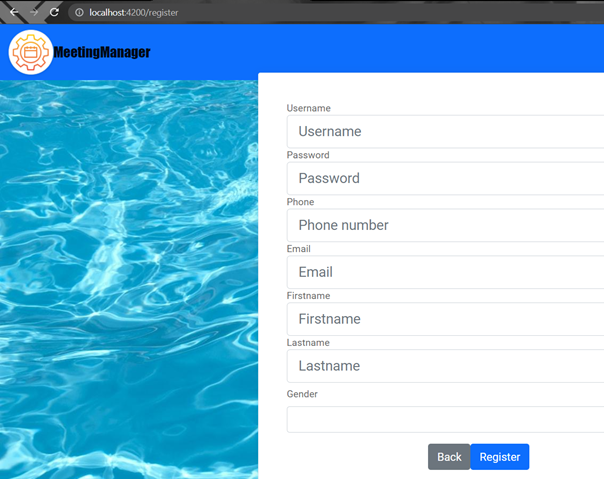 localhost:4200/register
MeetingManager
Username
Username
Password
Password
Phone
Phone number
Email
Email
Firstname
Firstname
Lastname
Lastname
Gender
Back Register